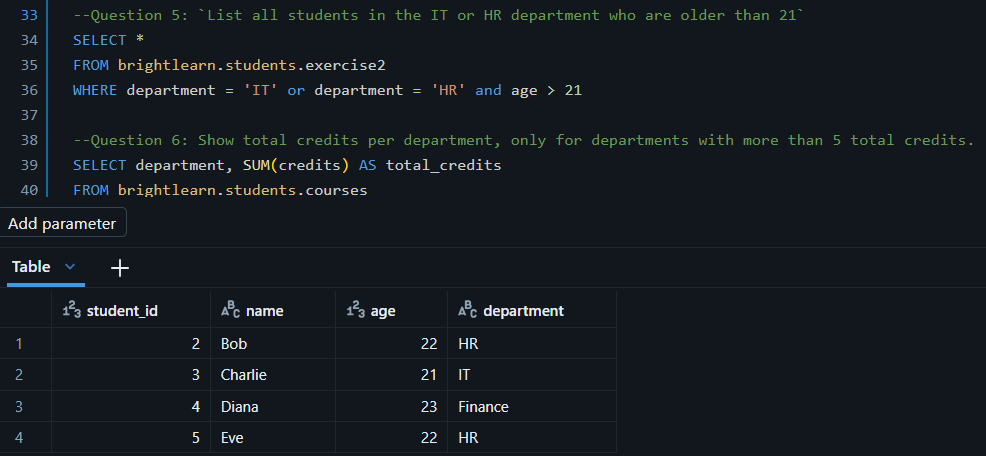 33 --Question 5: `List all students in the IT or HR department who are older than 21`
34 SELECT *
35 FROM brightlearn.students.exercise2
36 WHERE department = 'IT' or department = 'HR' and age > 21
37
38 --Question 6: Show total credits per department, only for departments with more than 5 total credits.
39 SELECT department, SUM(credits) AS total_credits
40 FROM brightlearn.students.courses
Add parameter
Table +
123 student_id ABC name 123 age ABC department
1 2 Bob 22 HR
2 3 Charlie 21 IT
3 4 Diana 23 Finance
4 5 Eve 22 HR